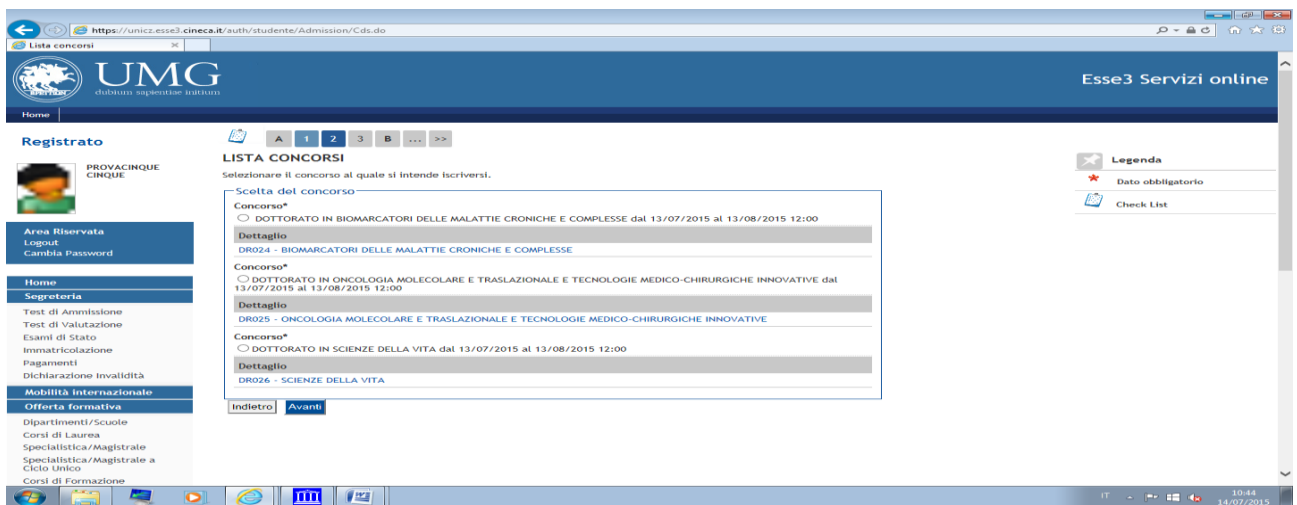 https://unicz.esse3.cineca.it/auth/studente/Admission/Cds.do
Lista concorsi
UMG
dubium sapientiae initium
Esse3 Servizi online
Home
Registrato
PROVACINQUE
CINQUE
Area Riservata
Logout
Cambia Password
Home
Segreteria
Test di Ammissione
Test di Valutazione
Esami di Stato
Immatricolazione
Pagamenti
Dichiarazione Invalidità
Mobilità internazionale
Offerta formativa
Dipartimenti/Scuole
Corsi di Laurea
Specialistica/Magistrale
Specialistica/Magistrale a
Ciclo Unico
Corsi di Formazione
A 1 2 3 B ... >>
LISTA CONCORSI
Selezionare il concorso al quale si intende iscriversi.
Scelta del concorso
Concorso*
DOTTORATO IN BIOMARCATORI DELLE MALATTIE CRONICHE E COMPLESSE dal 13/07/2015 al 13/08/2015 12:00
Dettaglio
DR024 - BIOMARCATORI DELLE MALATTIE CRONICHE E COMPLESSE
Concorso*
DOTTORATO IN ONCOLOGIA MOLECOLARE E TRASLAZIONALE E TECNOLOGIE MEDICO-CHIRURGICHE INNOVATIVE dal
13/07/2015 al 13/08/2015 12:00
Dettaglio
DR025 - ONCOLOGIA MOLECOLARE E TRASLAZIONALE E TECNOLOGIE MEDICO-CHIRURGICHE INNOVATIVE
Concorso*
DOTTORATO IN SCIENZE DELLA VITA dal 13/07/2015 al 13/08/2015 12:00
Dettaglio
DR026 - SCIENZE DELLA VITA
Indietro Avanti
Legenda
* Dato obbligatorio
Check List
IT
10:44
14/07/2015